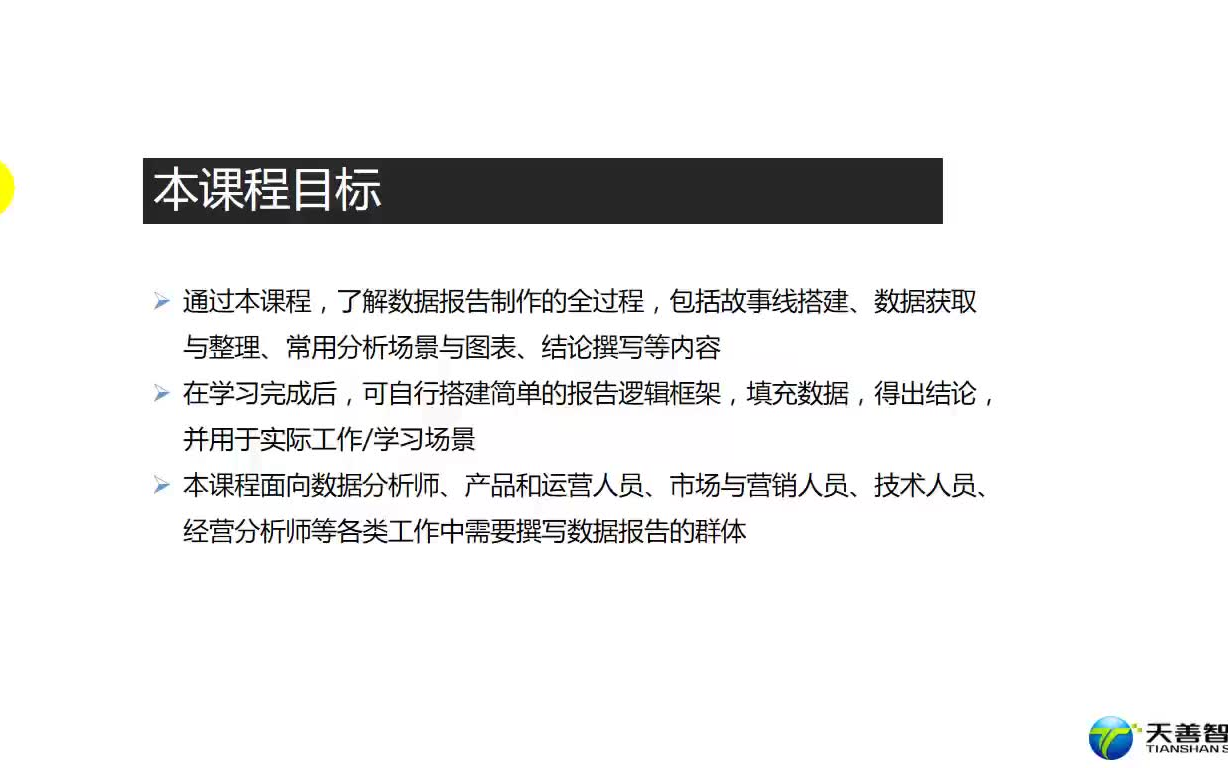 本课程目标
通过本课程，了解数据报告制作的全过程，包括故事线搭建、数据获取
与整理、常用分析场景与图表、结论撰写等内容
在学习完成后，可自行搭建简单的报告逻辑框架，填充数据，得出结论，
并用于实际工作/学习场景
本课程面向数据分析师、产品和运营人员、市场与营销人员、技术人员、
经营分析师等各类工作中需要撰写数据报告的群体
天善智
TIANSHAN S